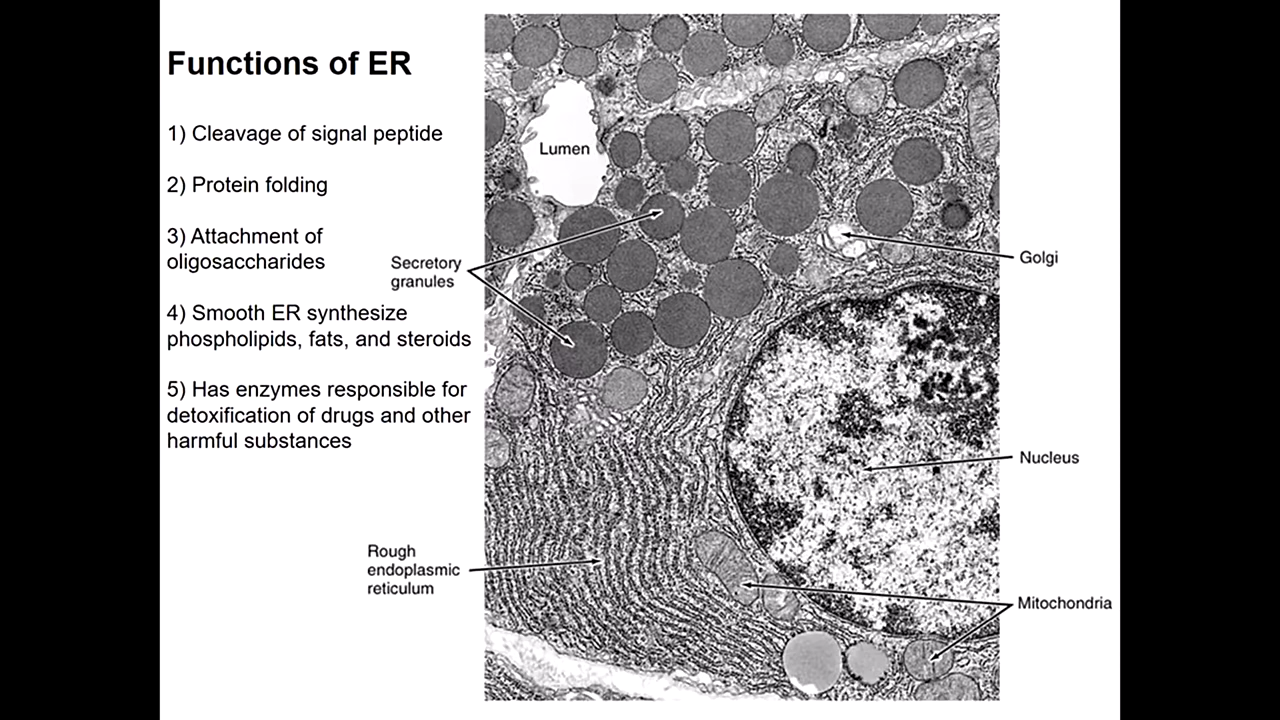 Functions of ER
1) Cleavage of signal peptide
2) Protein folding
3) Attachment of
oligosaccharides
4) Smooth ER synthesize
phospholipids, fats, and steroids
5) Has enzymes responsible for
detoxification of drugs and other
harmful substances
Lumen
Secretory
granules
Golgi
Nucleus
Rough
endoplasmic
reticulum
Mitochondria